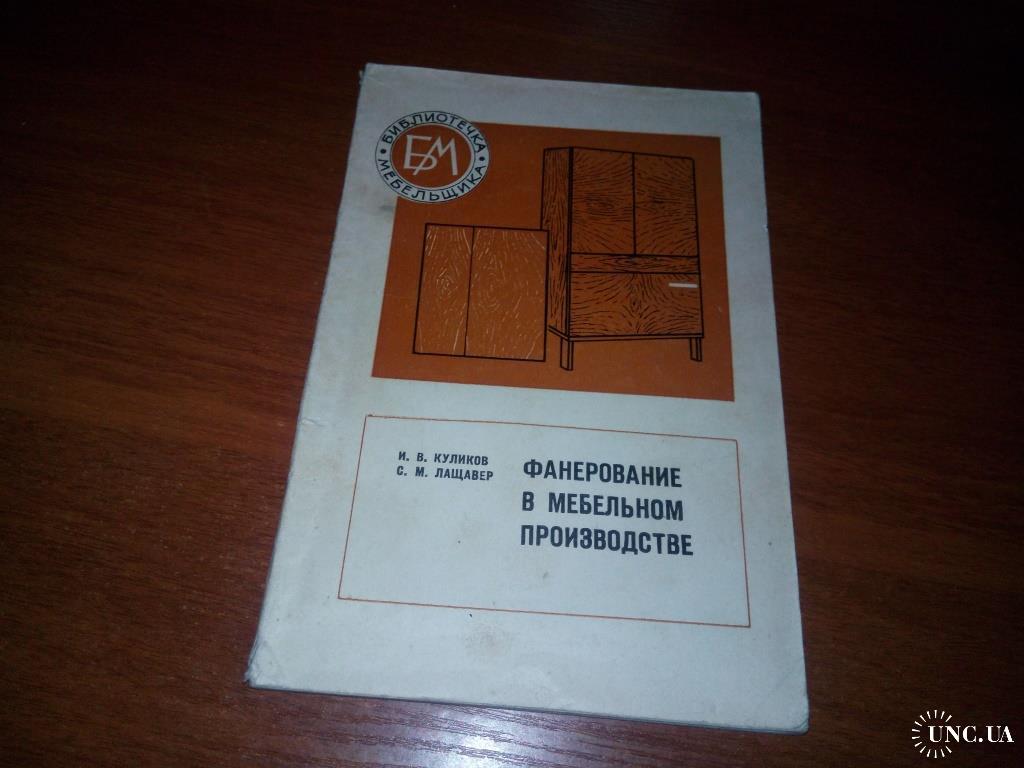 БИБЛИОТЕЧКА
БМ
• МЕБЕЛЬЩИКА •
И. В. КУЛИКОВ
С. М. ЛАЩАВЕР
ФАНЕРОВАНИЕ
В МЕБЕЛЬНОМ
ПРОИЗВОДСТВЕ
UNC.UA